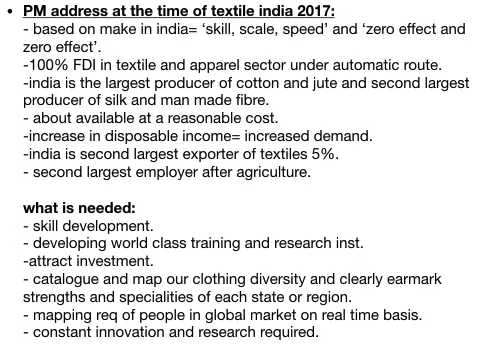 • PM address at the time of textile india 2017:
- based on make in india= ‘skill, scale, speed’ and ‘zero effect and
zero effect’.
-100% FDI in textile and apparel sector under automatic route.
-india is the largest producer of cotton and jute and second largest
producer of silk and man made fibre.
- about available at a reasonable cost.
-increase in disposable income= increased demand.
-india is second largest exporter of textiles 5%.
- second largest employer after agriculture.
what is needed:
- skill development.
- developing world class training and research inst.
-attract investment.
- catalogue and map our clothing diversity and clearly earmark
strengths and specialities of each state or region.
- mapping req of people in global market on real time basis.
- constant innovation and research required.